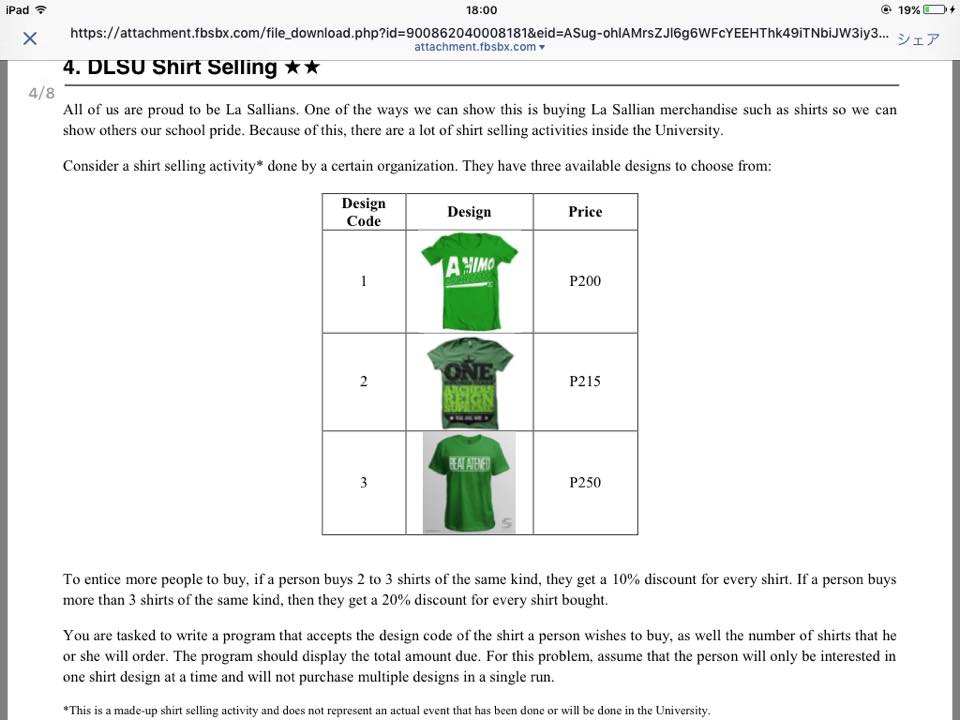 iPad 18:00 19%
https://attachment.fbsbx.com/file_download.php?id=900862040008181&eid=ASug-ohlAMrsZJl6g6WFcYEEHThk49iTNbiJW3iy3... シェア
attachment.fbsbx.com ▾
4. DLSU Shirt Selling ★★
4/8
All of us are proud to be La Sallians. One of the ways we can show this is buying La Sallian merchandise such as shirts so we can
show others our school pride. Because of this, there are a lot of shirt selling activities inside the University.
Consider a shirt selling activity* done by a certain organization. They have three available designs to choose from:
Design
Code
Design
Price
1
ANIMO
P200
2
ONE
ARCHERS
REIGN
SUPREME
P215
3
BEAT ATENEO
P250
To entice more people to buy, if a person buys 2 to 3 shirts of the same kind, they get a 10% discount for every shirt. If a person buys
more than 3 shirts of the same kind, then they get a 20% discount for every shirt bought.
You are tasked to write a program that accepts the design code of the shirt a person wishes to buy, as well the number of shirts that he
or she will order. The program should display the total amount due. For this problem, assume that the person will only be interested in
one shirt design at a time and will not purchase multiple designs in a single run.
*This is a made-up shirt selling activity and does not represent an actual event that has been done or will be done in the University.